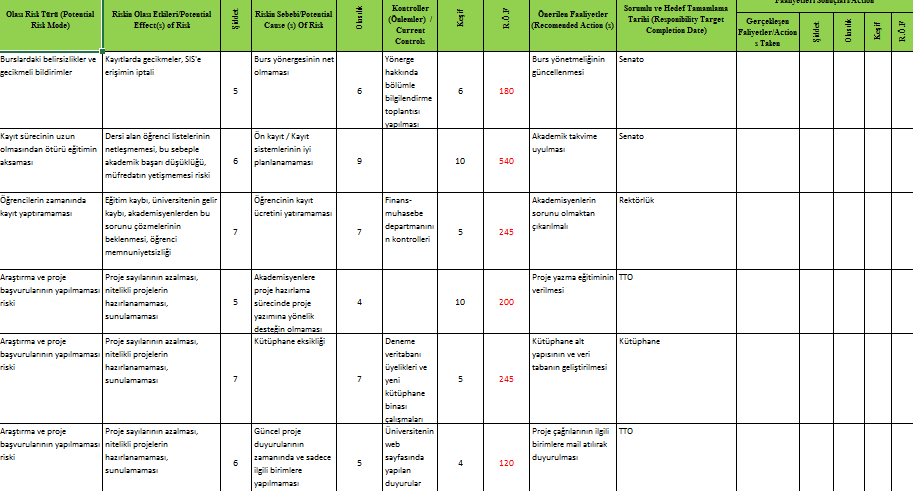 Olası Risk Türü (Potential
Risk Mode)
Riskin Olası Etkileri/Potential
Effect(s) of Risk
Şiddet
Riskin Sebebi/Potential
Cause (s) Of Risk
Olasılık
Kontroller
(Önlemler) /
Current
Controls
Keşif
R.Ö.F
Önerilen Faaliyetler
(Recomended Action (s)
Sorumlu ve Hedef Tamamlama
Tarihi (Responibility Target
Completion Date)
Faaliyetleri Sonuçları/Action
Gerçekleşen
Faliyetler/Action
s Taken
Şiddet
Olasılık
Keşif
R.Ö.F
Burslardaki belirsizlikler ve
gecikmeli bildirimler
Kayıtlarda gecikmeler, SIS'e
erişimin iptali
5
Burs yönergesinin net
olmaması
6
Yönerge
hakkında
bölümle
bilgilendirme
toplantısı
yapılması
6
180
Burs yönetmeliğinin
güncellenmesi
Senato
Kayıt sürecinin uzun
olmasından ötürü eğitimin
aksaması
Dersi alan öğrenci listelerinin
netleşmemesi, bu sebeple
akademik başarı düşüklüğü,
müfredatın yetişmemesi riski
6
Ön kayıt / Kayıt
sistemlerinin iyi
planlanamaması
9
10
540
Akademik takvime
uyulması
Senato
Öğrencilerin zamanında
kayıt yaptıramaması
Eğitim kaybı, üniversitenin gelir
kaybı, akademisyenlerden bu
sorunu çözmelerinin
beklenmesi, öğrenci
memnuniyetsizliği
7
Öğrencinin kayıt
ücretini yatıramaması
7
Finans-
muhasebe
departmanını
n kontrolleri
5
245
Akademisyenlerin
sorunu olmaktan
çıkarılmalı
Rektörlük
Araştırma ve proje
başvurularının yapılmaması
riski
Proje sayılarının azalması,
nitelikli projelerin
hazırlanamaması,
sunulamaması
5
Akademisyenlere
proje hazırlama
sürecinde proje
yazımına yönelik
desteğin olmaması
4
10
200
Proje yazma eğitiminin
verilmesi
TTO
Araştırma ve proje
başvurularının yapılmaması
riski
Proje sayılarının azalması,
nitelikli projelerin
hazırlanamaması,
sunulamaması
7
Kütüphane eksikliği
7
Deneme
veritabanı
üyelikleri ve
yeni
kütüphane
binası
çalışmaları
5
245
Kütüphane alt
yapısının ve veri
tabanın geliştirilmesi
Kütüphane
Araştırma ve proje
başvurularının yapılmaması
riski
Proje sayılarının azalması,
nitelikli projelerin
hazırlanamaması,
sunulamaması
6
Güncel proje
duyurularının
zamanında ve sadece
ilgili birimlere
yapılmaması
5
Üniversitenin
web
sayfasında
yapılan
duyurular
4
120
Proje çağrılarının ilgili
birimlere mail atılırak
duyurulması
TTO